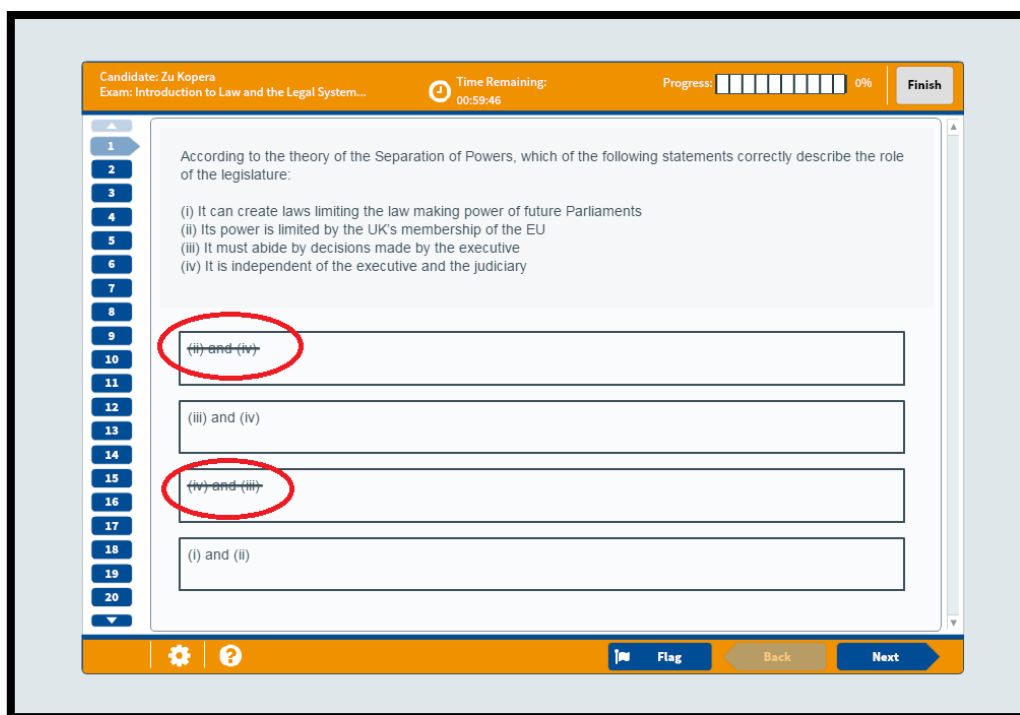 Candidate: Zu Kopera
Exam: Introduction to Law and the Legal System...
Time Remaining:
00:59:46
Progress:
0%
Finish
1
2
3
4
5
6
7
8
9
10
11
12
13
14
15
16
17
18
19
20
According to the theory of the Separation of Powers, which of the following statements correctly describe the role
of the legislature:
(i) It can create laws limiting the law making power of future Parliaments
(ii) Its power is limited by the UK's membership of the EU
(iii) It must abide by decisions made by the executive
(iv) It is independent of the executive and the judiciary
(ii) and (iv)
(iii) and (iv)
(iv) and (iii)
(i) and (ii)
?
Flag
Back
Next